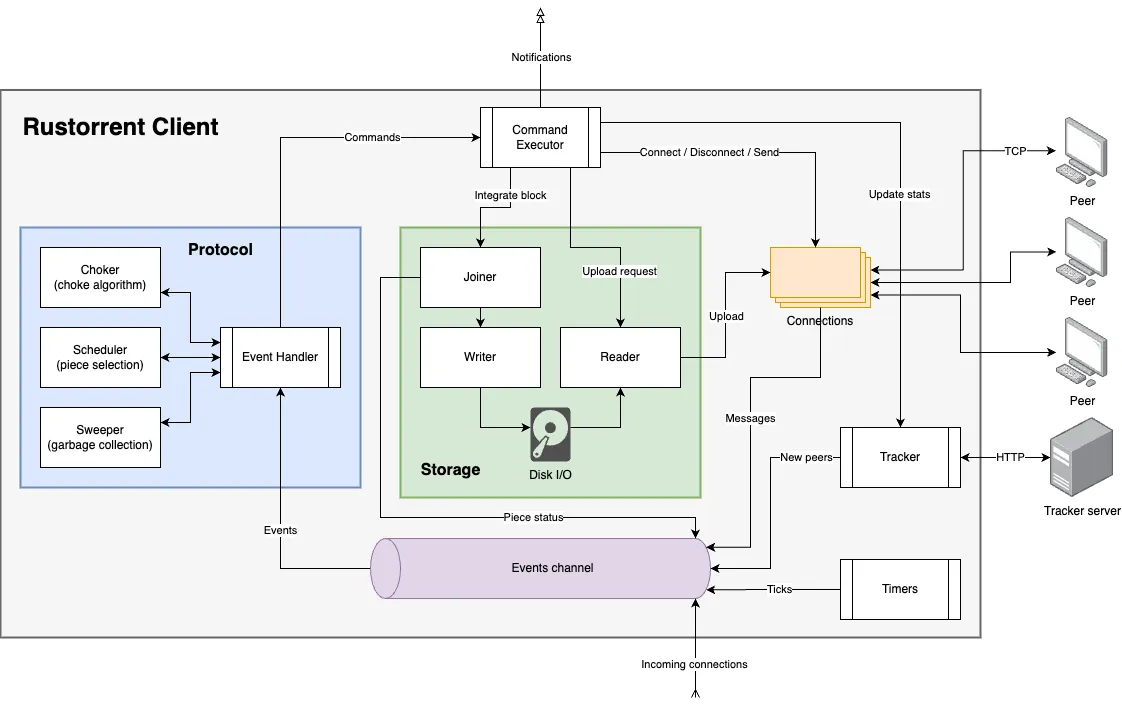 Notifications
Rustorrent Client
Command
Executor
Commands
Connect / Disconnect / Send
TCP
Peer
Integrate block
Update stats
Protocol
Choker
(choke algorithm)
Joiner
Upload request
Peer
Upload
Connections
Scheduler
(piece selection)
Event Handler
Writer
Reader
Peer
Sweeper
(garbage collection)
Messages
Storage
Disk I/O
New peers
Tracker
HTTP
Tracker server
Piece status
Events
Events channel
Ticks
Timers
Incoming connections